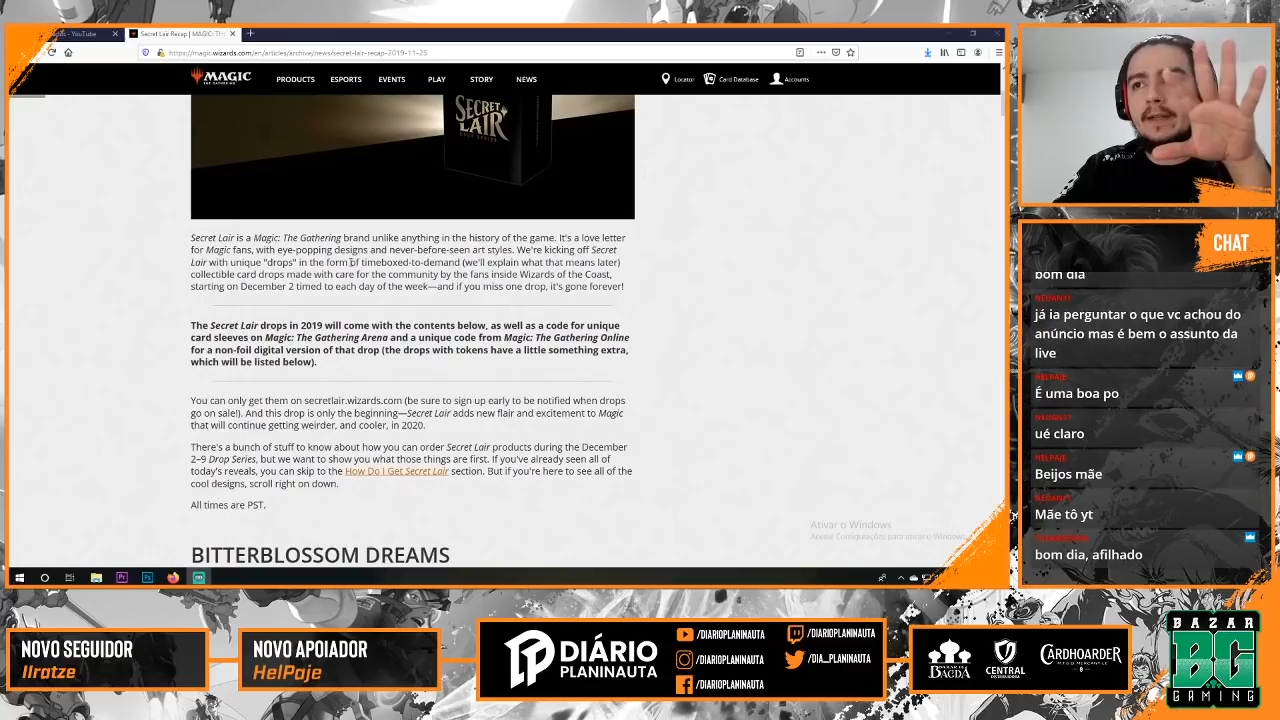 YouTube
Secret Lair Recap | MAGIC: TH
https://magic.wizards.com/en/articles/archive/news/secret-lair-recap-2019-11-25
MAGIC
THE GATHERING
PRODUCTS ESPORTS EVENTS PLAY STORY NEWS
Locator Card Database Accounts
SECRET
LAIR
DROP SERIES
Secret Lair is a Magic: The Gathering brand unlike anything in the history of the game. It's a love letter
for Magic fans, with eye-popping designs and never-before-seen art styles. We're kicking off Secret
Lair with unique "drops" in the form of timeboxed-to-demand (we'll explain what that means later)
collectible card drops made with care for the community by the fans inside Wizards of the Coast,
starting on December 2 timed to each day of the week—and if you miss one drop, it's gone forever!
The Secret Lair drops in 2019 will come with the contents below, as well as a code for unique
card sleeves on Magic: The Gathering Arena and a unique code from Magic: The Gathering Online
for a non-foil digital version of that drop (the drops with tokens have a little something extra,
which will be listed below).
You can only get them on secretlair.wizards.com (be sure to sign up early to be notified when drops
go on sale!). And this drop is only the beginning—Secret Lair adds new flair and excitement to Magic
that will continue getting weirder, and cooler, in 2020.
There's a bunch of stuff to know about how you can order Secret Lair products during the December
2–9 Drop Series, but we want to show you what those things are first. If you've already seen all of
today's reveals, you can skip to the How Do I Get Secret Lair section. But if you're here to see all of the
cool designs, scroll right on down.
All times are PST.
BITTERBLOSSOM DREAMS
Ativar o Windows
Acesse Configurações para ativar o Windows.
CHAT
bom dia
já ia perguntar o que vc achou do
anúncio mas é bem o assunto da
live
HELPAJE
É uma boa po
ué claro
HELPAJE
Beijos mãe
Mãe tô yt
bom dia, afilhado
NOVO SEGUIDOR
Ilratze
NOVO APOIADOR
HelPaje
DIÁRIO
PLANINAUTA
/DIARIOPLANINAUTA
/DIARIOPLANINAUTA
/DIARIOPLANINAUTA
/DIARIOPLANINAUTA
/DIA_PLANINAUTA
BAZAR DE
BAGDÁ
CENTRAL
DISTRIBUIDORA
CARDHOARDER
BAZAR
BG
GAMING